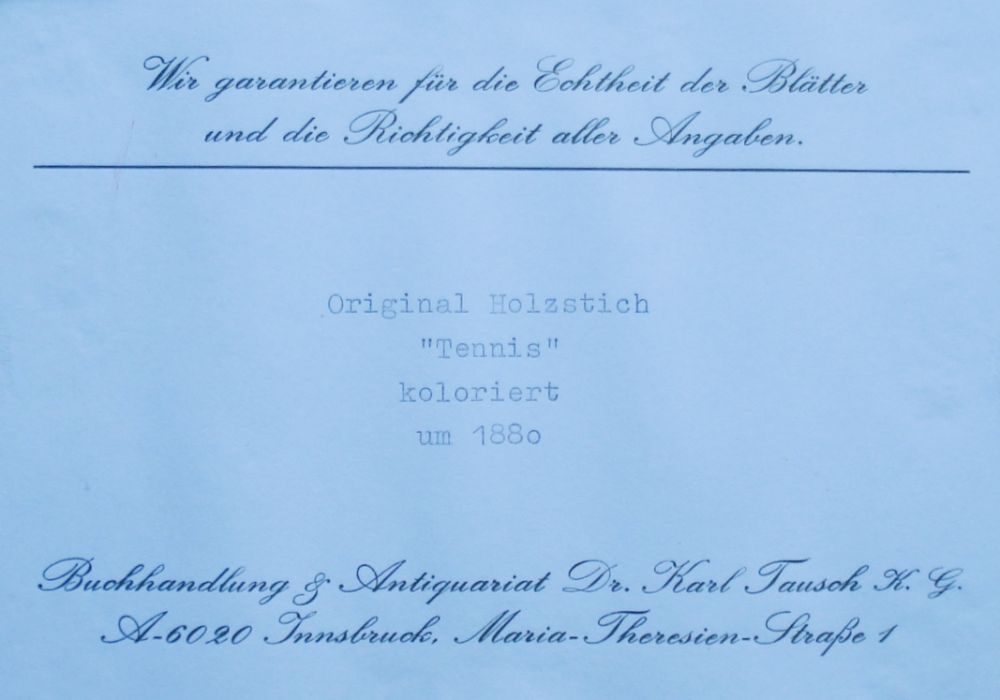 Wir garantieren für die Echtheit der Blätter
und die Richtigkeit aller Angaben.
Original Holzstich
"Tennis"
koloriert
um 188o
Buchhandlung & Antiquariat Dr. Karl Tausch K. G.
A-6020 Innsbruck, Maria-Theresien-Straße 1